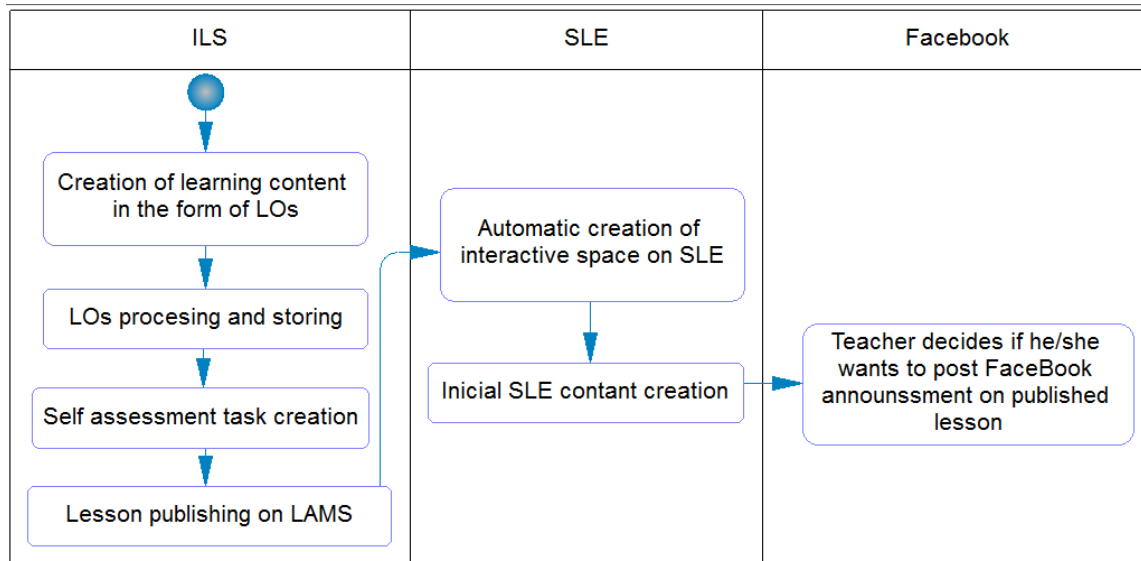 ILS
SLE
Facebook
Creation of learning content
in the form of LOs
LOs procesing and storing
Self assessment task creation
Lesson publishing on LAMS
Automatic creation of
interactive space on SLE
Inicial SLE contant creation
Teacher decides if he/she
wants to post FaceBook
announssment on published
lesson